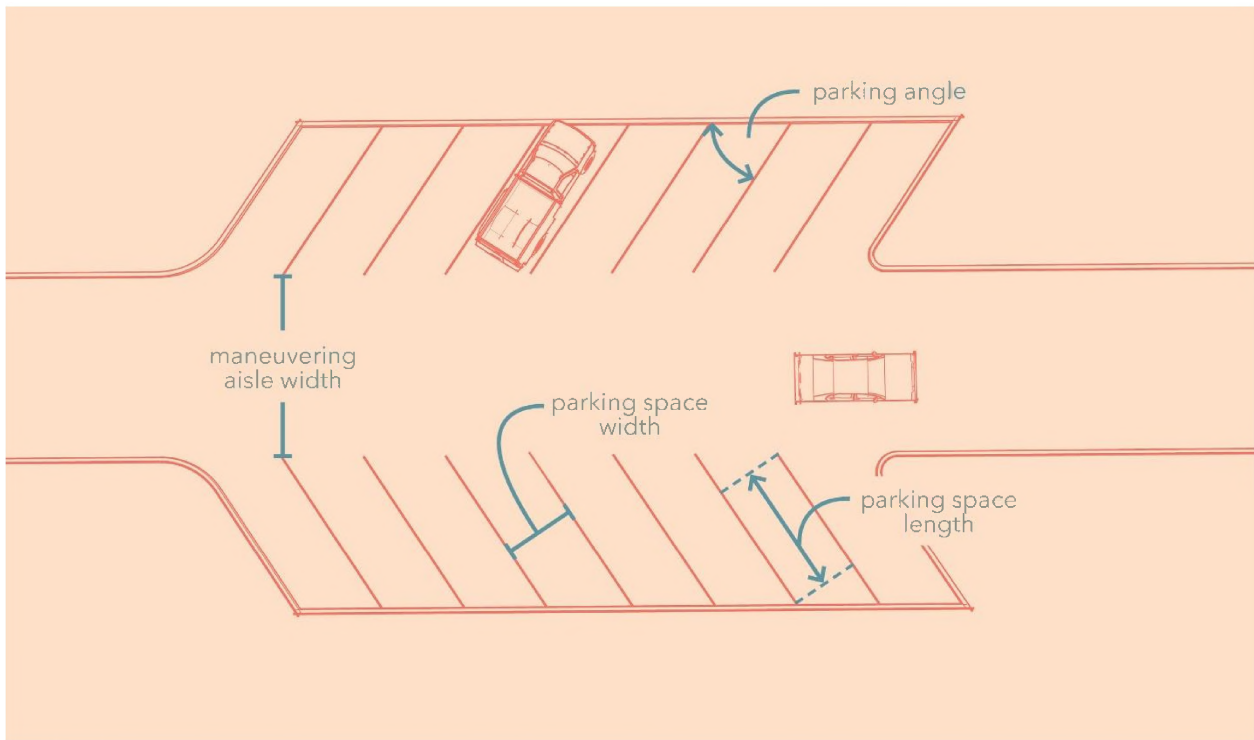 parking angle
maneuvering
aisle width
parking space
width
parking space
length